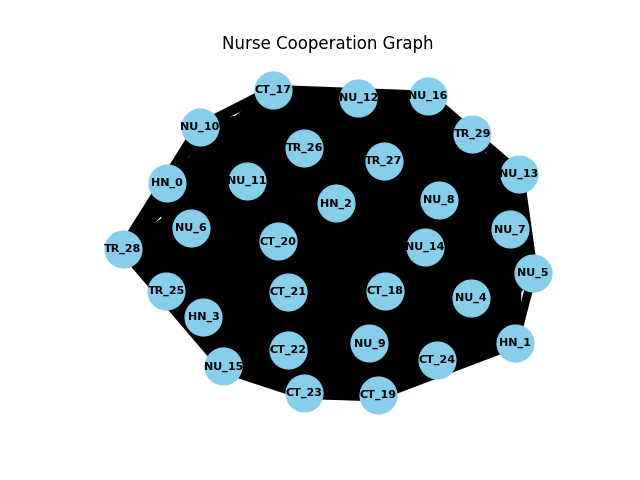 Nurse Cooperation Graph
CT_17
NU_16
NU_12
NU_10
TR_29
TR_26
TR_27
NU_13
NU_11
HN_0
NU_8
HN_2
NU_6
NU_7
CT_20
NU_14
TR_28
NU_5
TR_25
CT_21
CT_18
NU_4
HN_3
HN_1
NU_9
CT_22
CT_24
NU_15
CT_23
CT_19